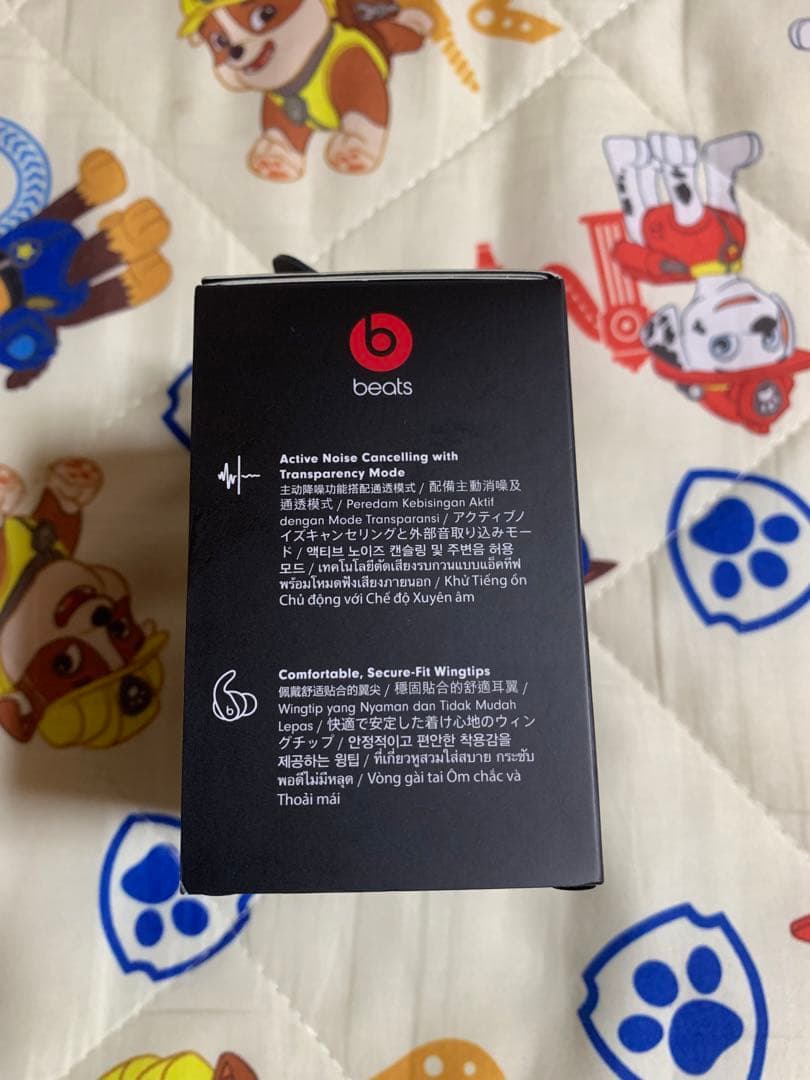 beats
Active Noise Cancelling with
Transparency Mode
主动降噪功能搭配通透模式 / 配備主動消噪及
通透模式 / Peredam Kebisingan Aktif
dengan Mode Transparansi / アクティブノ
イズキャンセリングと外部音取り込みモー
ド / 액티브 노이즈 캔슬링 및 주변음 허용
모드 / เทคโนโลยีตัดเสียงรบกวนแบบแอ็คทีฟ
พร้อมโหมดฟังเสียงภายนอก / Khử Tiếng ồn
Chủ động với Chế độ Xuyên âm
Comfortable, Secure-Fit Wingtips
佩戴舒适贴合的翼尖 / 穩固貼合的舒適耳翼 /
Wingtip yang Nyaman dan Tidak Mudah
Lepas / 快適で安定した着け心地のウィン
グチップ / 안정적이고 편안한 착용감을
제공하는 윙팁 / ที่เกี่ยวหูสวมใส่สบาย กระชับ
พอดีไม่มีหลุด / Vòng gài tai Ôm chắc và
Thoải mái